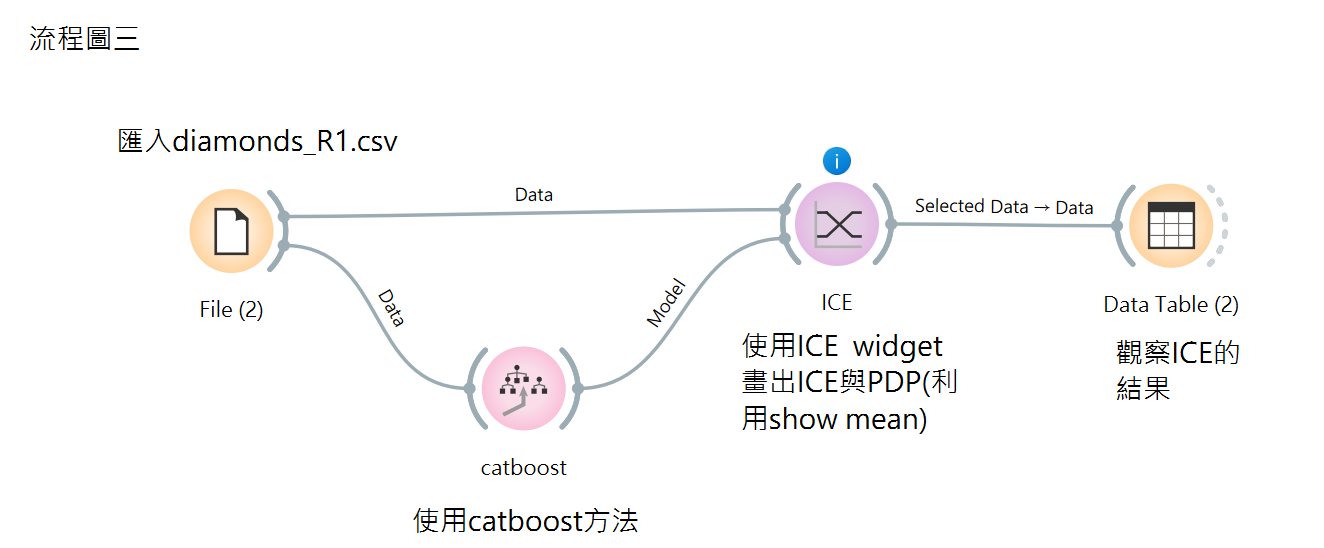 流程圖三
匯入diamonds_R1.csv
i
Data
Selected Data → Data
File (2)
Data
Model
ICE
Data Table (2)
使用ICE widget
畫出ICE與PDP(利
用show mean)
觀察ICE的
結果
catboost
使用catboost方法